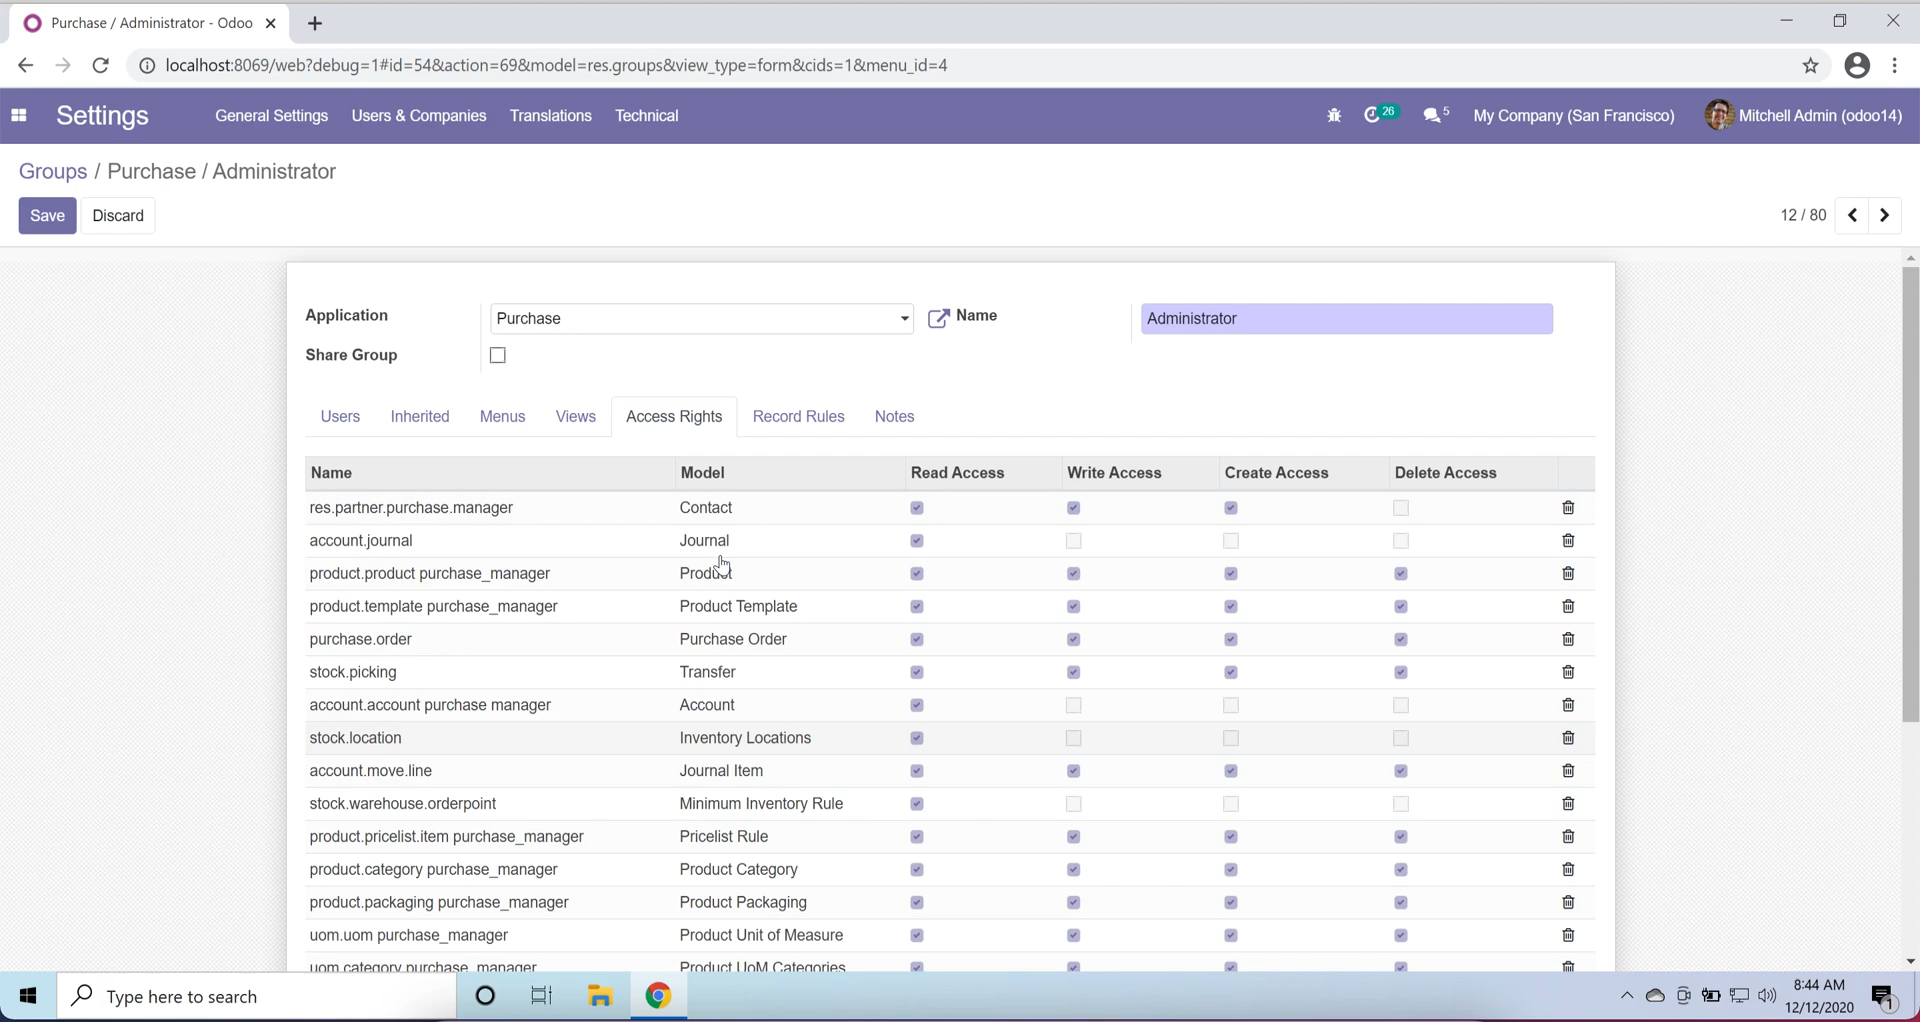 Purchase / Administrator - Odoo
localhost:8069/web?debug=1#id=54&action=69&model=res.groups&view_type=form&cids=1&menu_id=4
Settings General Settings Users & Companies Translations Technical 26 5 My Company (San Francisco) Mitchell Admin (odoo14)
Groups / Purchase / Administrator
Save Discard 12 / 80
Application Purchase Name Administrator
Share Group
Users Inherited Menus Views Access Rights Record Rules Notes
Name Model Read Access Write Access Create Access Delete Access
res.partner.purchase.manager Contact
account.journal Journal
product.product purchase_manager Product
product.template purchase_manager Product Template
purchase.order Purchase Order
stock.picking Transfer
account.account purchase manager Account
stock.location Inventory Locations
account.move.line Journal Item
stock.warehouse.orderpoint Minimum Inventory Rule
product.pricelist.item purchase_manager Pricelist Rule
product.category purchase_manager Product Category
product.packaging purchase_manager Product Packaging
uom.uom purchase_manager Product Unit of Measure
uom.category purchase_manager Product UoM Categories
Type here to search 8:44 AM
12/12/2020 1